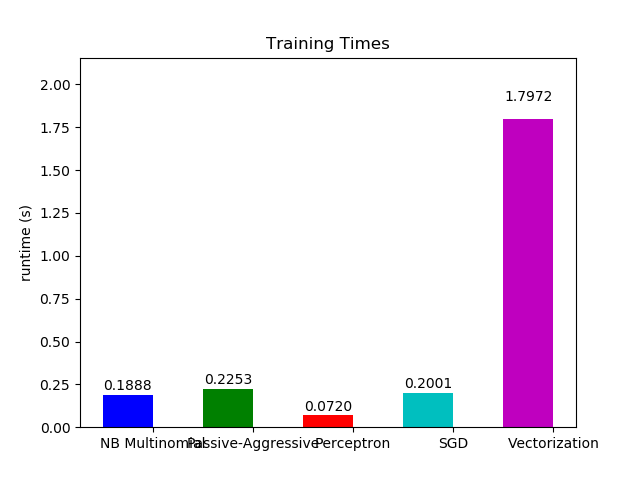 Training Times
runtime (s)
2.00
1.75
1.50
1.25
1.00
0.75
0.50
0.25
0.00
0.1888
0.2253
0.0720
0.2001
1.7972
NB Multinomial
Passive-Aggressive
Perceptron
SGD
Vectorization